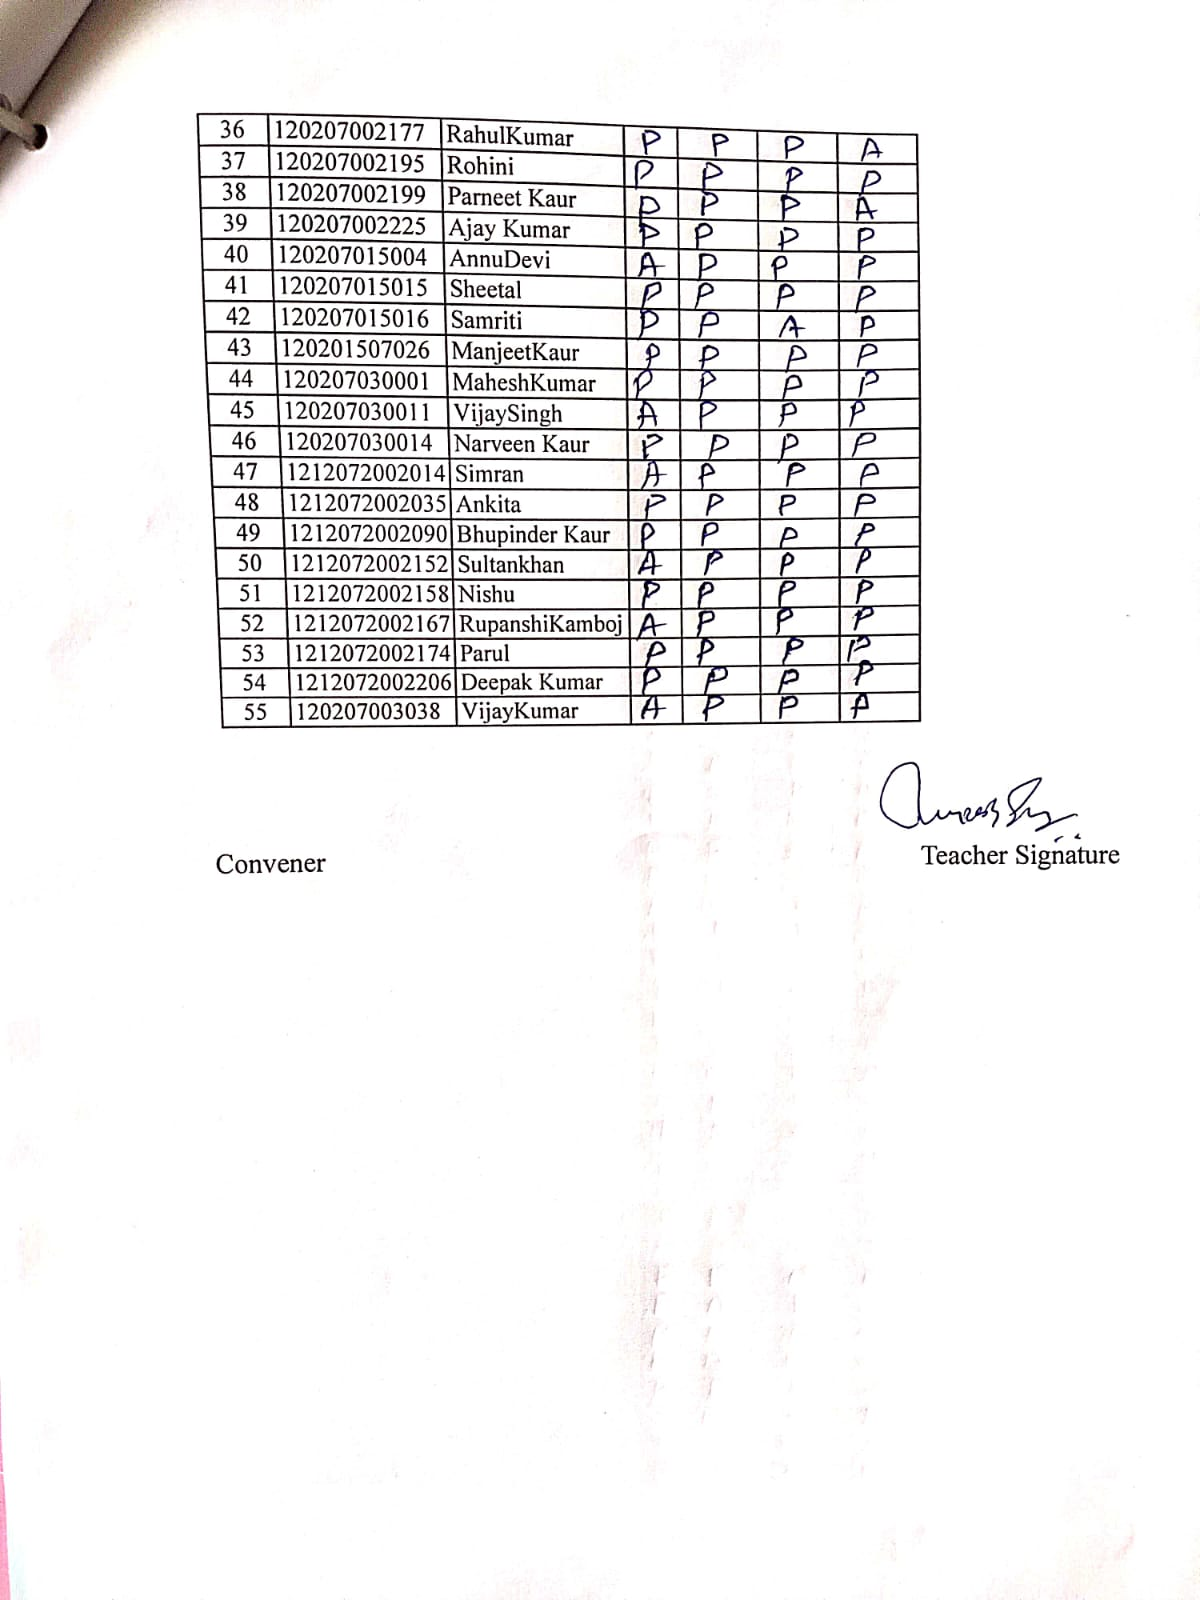 36 120207002177 RahulKumar P P P A
37 120207002195 Rohini P P P P
38 120207002199 Parneet Kaur P P P A
39 120207002225 Ajay Kumar P P P P
40 120207015004 AnnuDevi A P P P
41 120207015015 Sheetal P P P P
42 120207015016 Samriti P P A P
43 120201507026 ManjeetKaur P P P P
44 120207030001 MaheshKumar P P P P
45 120207030011 VijaySingh A P P P
46 120207030014 Narveen Kaur P P P P
47 1212072002014 Simran A P P P
48 1212072002035 Ankita P P P P
49 1212072002090 Bhupinder Kaur P P P P
50 1212072002152 Sultankhan A P P P
51 1212072002158 Nishu P P P P
52 1212072002167 RupanshiKamboj A P P P
53 1212072002174 Parul P P P P
54 1212072002206 Deepak Kumar P P P P
55 120207003038 VijayKumar A P P A
Convener
Teacher Signature